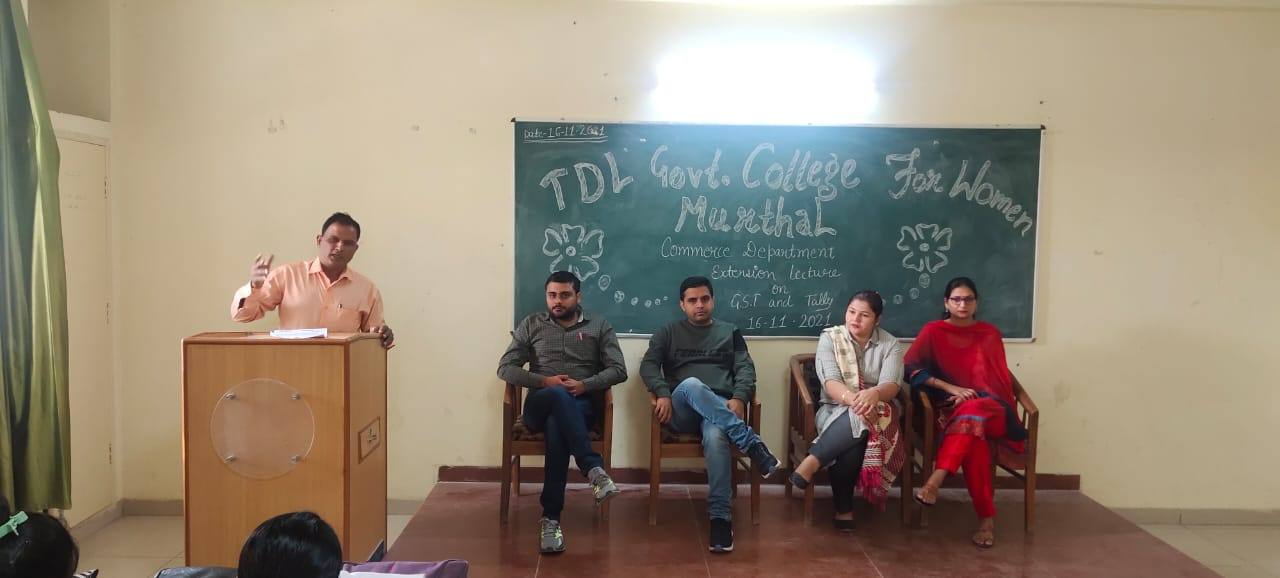 Date:- 16-11-2021
TDL Govt. College For Women
Murthal
Commerce Department
Extension Lecture
on
G.S.T and Tally
16-11-2021